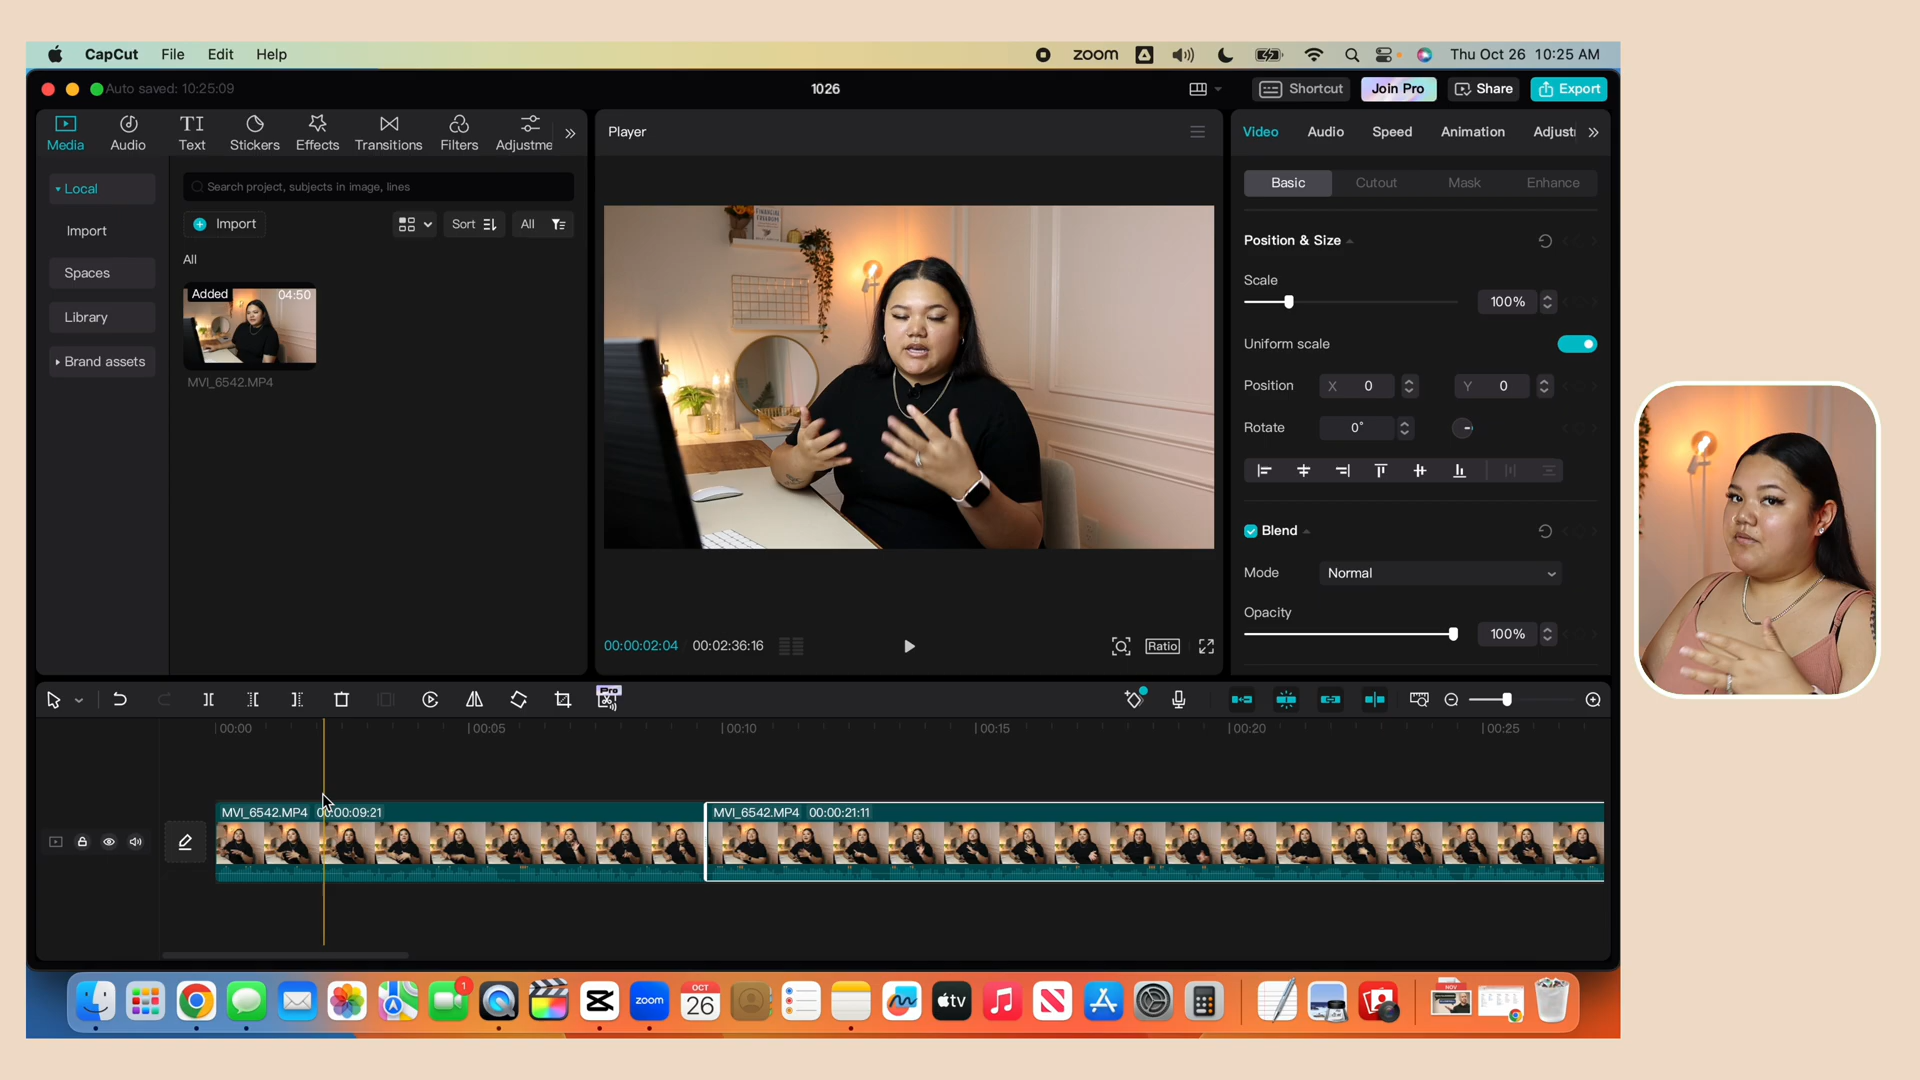 CapCut File Edit Help zoom Thu Oct 26 10:25 AM
Auto saved: 10:25:09 1026 Shortcut Join Pro Share Export
Media Audio Text Stickers Effects Transitions Filters Adjustme
Player
Video Audio Speed Animation Adjust
Local
Import
Spaces
Library
Brand assets
Search project, subjects in image, lines
Import Sort All
All
Added 04:50
MVI_6542.MP4
Basic Cutout Mask Enhance
Position & Size
Scale
100%
Uniform scale
Position X 0 Y 0
Rotate 0°
Blend
Mode Normal
Opacity
100%
00:00:02:04 00:02:36:16 Ratio
Pro
00:00 00:05 00:10 00:15 00:20 00:25
MVI_6542.MP4 00:00:09:21 MVI_6542.MP4 00:00:21:11
1 zoom OCT 26 tv NOV